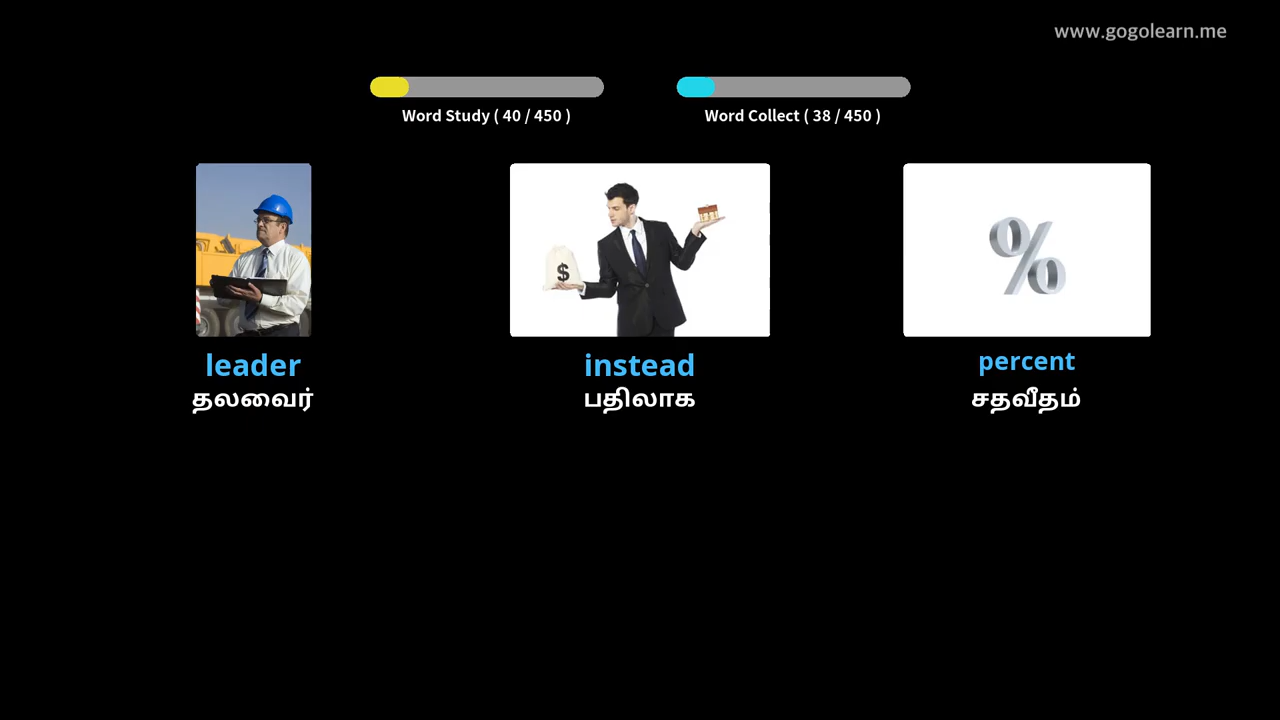 www.gogolearn.me
Word Study ( 40 / 450 )
Word Collect ( 38 / 450 )
$
%
leader
instead
percent
தலைவர்
பதிலாக
சதவீதம்